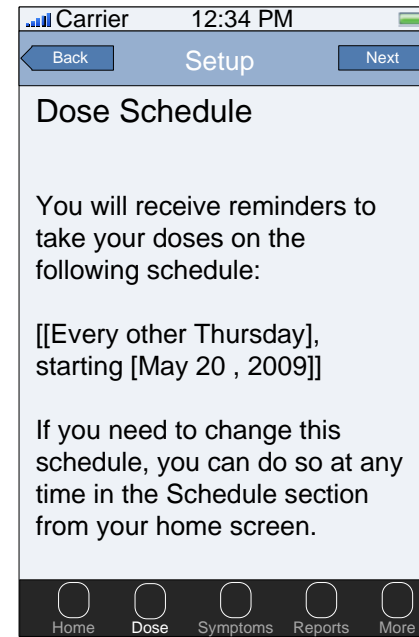 Carrier 12:34 PM
Back Setup Next
Dose Schedule
You will receive reminders to
take your doses on the
following schedule:
[[Every other Thursday],
starting [May 20 , 2009]]
If you need to change this
schedule, you can do so at any
time in the Schedule section
from your home screen.
Home Dose Symptoms Reports More